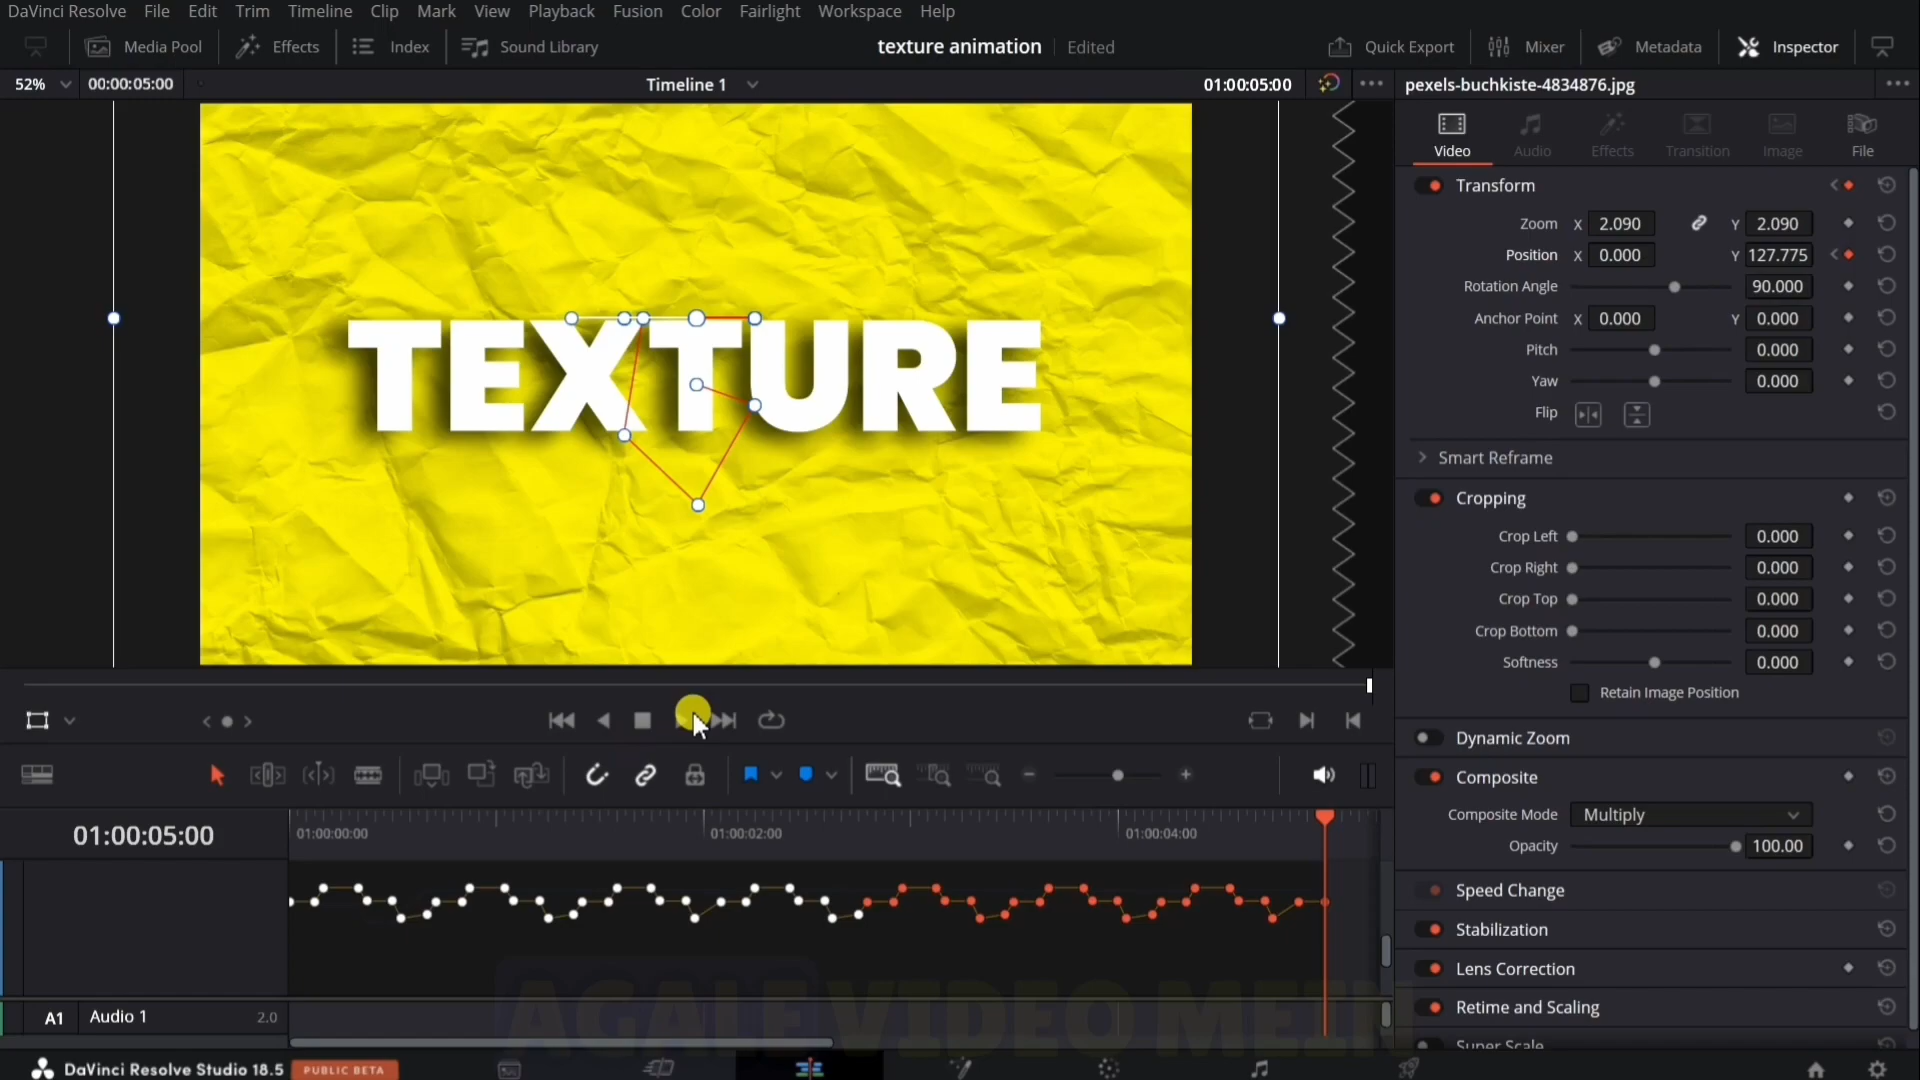 DaVinci Resolve File Edit Trim Timeline Clip Mark View Playback Fusion Color Fairlight Workspace Help
Media Pool Effects Index Sound Library texture animation Edited Quick Export Mixer Metadata Inspector
52% 00:00:05:00 Timeline 1 01:00:05:00 pexels-buchkiste-4834876.jpg
Video Audio Effects Transition Image File
Transform
Zoom X 2.090 Y 2.090
Position X 0.000 Y 127.775
Rotation Angle 90.000
Anchor Point X 0.000 Y 0.000
Pitch 0.000
Yaw 0.000
Flip
Smart Reframe
Cropping
Crop Left 0.000
Crop Right 0.000
Crop Top 0.000
Crop Bottom 0.000
Softness 0.000
Retain Image Position
Dynamic Zoom
Composite
Composite Mode Multiply
Opacity 100.00
Speed Change
Stabilization
Lens Correction
Retime and Scaling
Super Scale
TEXTURE
01:00:05:00 01:00:00:00 01:00:02:00 01:00:04:00
A1 Audio 1 2.0
AGALE VIDEO MEIN
DaVinci Resolve Studio 18.5 PUBLIC BETA